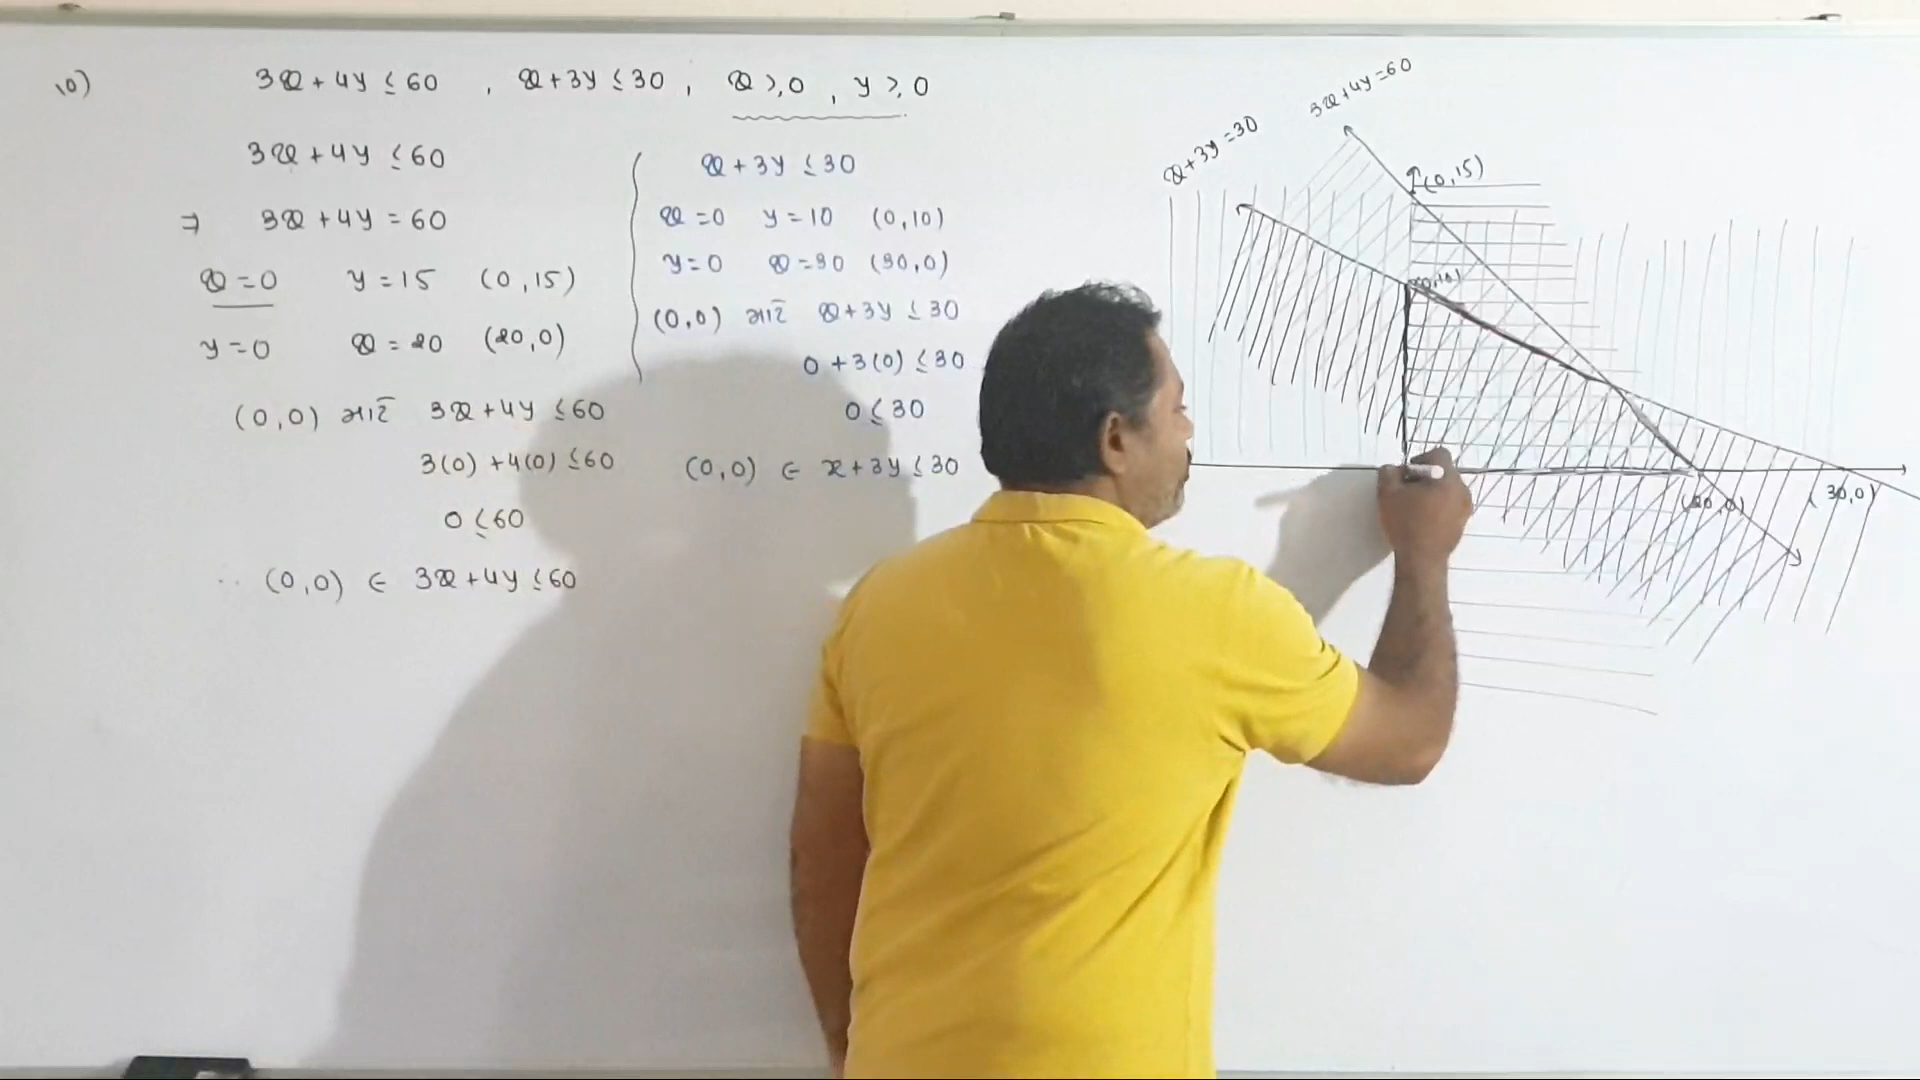 10) 3x + 4y ≤ 60 , x + 3y ≤ 30 , x ≥ 0 , y ≥ 0
3x + 4y ≤ 60
⇒ 3x + 4y = 60
x = 0 y = 15 (0,15)
y = 0 x = 20 (20,0)
(0,0) માટે 3x + 4y ≤ 60
3(0) + 4(0) ≤ 60
0 ≤ 60
∴ (0,0) ∈ 3x + 4y ≤ 60
x + 3y ≤ 30
x = 0 y = 10 (0,10)
y = 0 x = 30 (30,0)
(0,0) માટે x + 3y ≤ 30
0 + 3(0) ≤ 30
0 ≤ 30
(0,0) ∈ x + 3y ≤ 30
x + 3y = 30
3x + 4y = 60
(0,15)
(0,10)
(20,0)
(30,0)